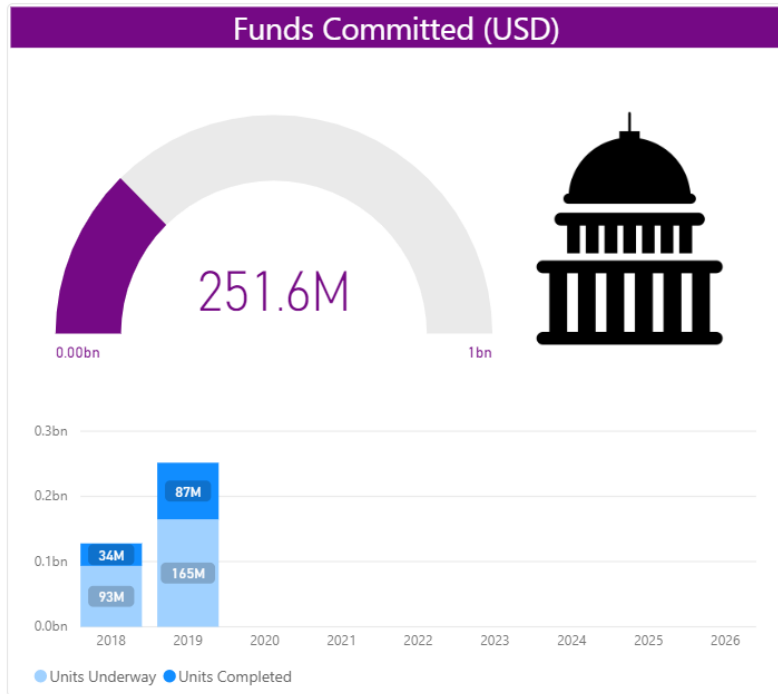 Funds Committed (USD)
251.6M
0.00bn 1bn
0.3bn
0.2bn
0.1bn
0.0bn
87M
34M
165M
93M
2018 2019 2020 2021 2022 2023 2024 2025 2026
Units Underway Units Completed